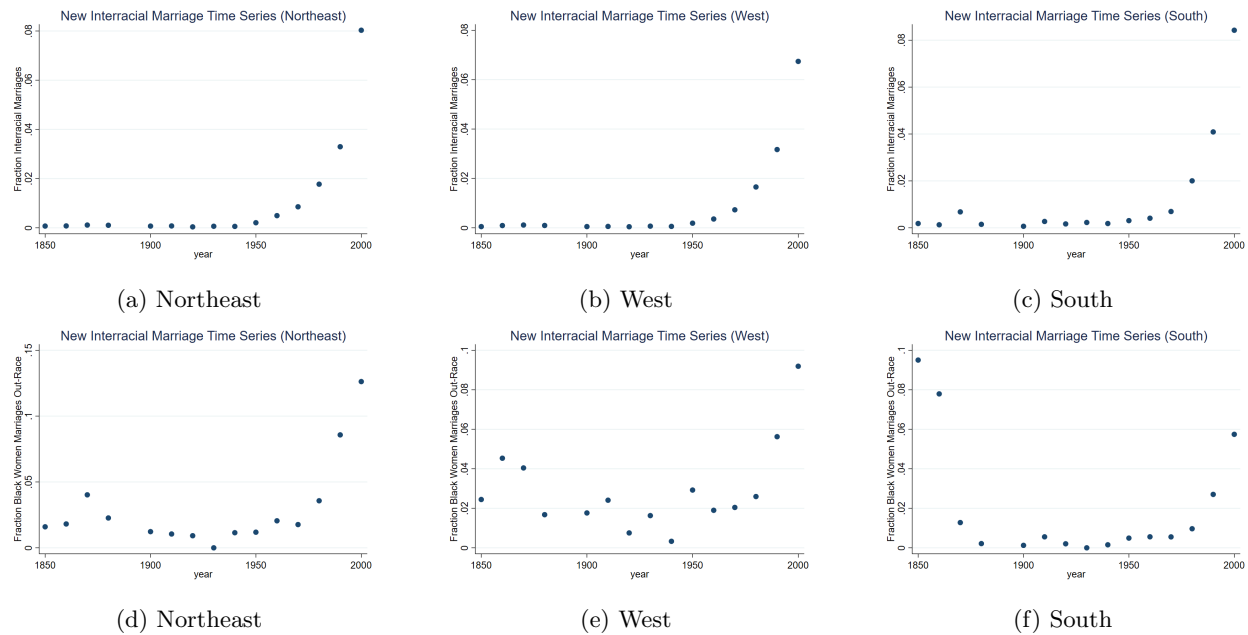 New Interracial Marriage Time Series (Northeast)
Fraction Interracial Marriages
.08
.06
.04
.02
0
1850 1900 1950 2000
year
(a) Northeast
New Interracial Marriage Time Series (West)
Fraction Interracial Marriages
.08
.06
.04
.02
0
1850 1900 1950 2000
year
(b) West
New Interracial Marriage Time Series (South)
Fraction Interracial Marriages
.08
.06
.04
.02
0
1850 1900 1950 2000
year
(c) South
New Interracial Marriage Time Series (Northeast)
Fraction Black Women Marriages Out-Race
.15
.1
.05
0
1850 1900 1950 2000
year
(d) Northeast
New Interracial Marriage Time Series (West)
Fraction Black Women Marriages Out-Race
.1
.08
.06
.04
.02
0
1850 1900 1950 2000
year
(e) West
New Interracial Marriage Time Series (South)
Fraction Black Women Marriages Out-Race
.1
.08
.06
.04
.02
0
1850 1900 1950 2000
year
(f) South